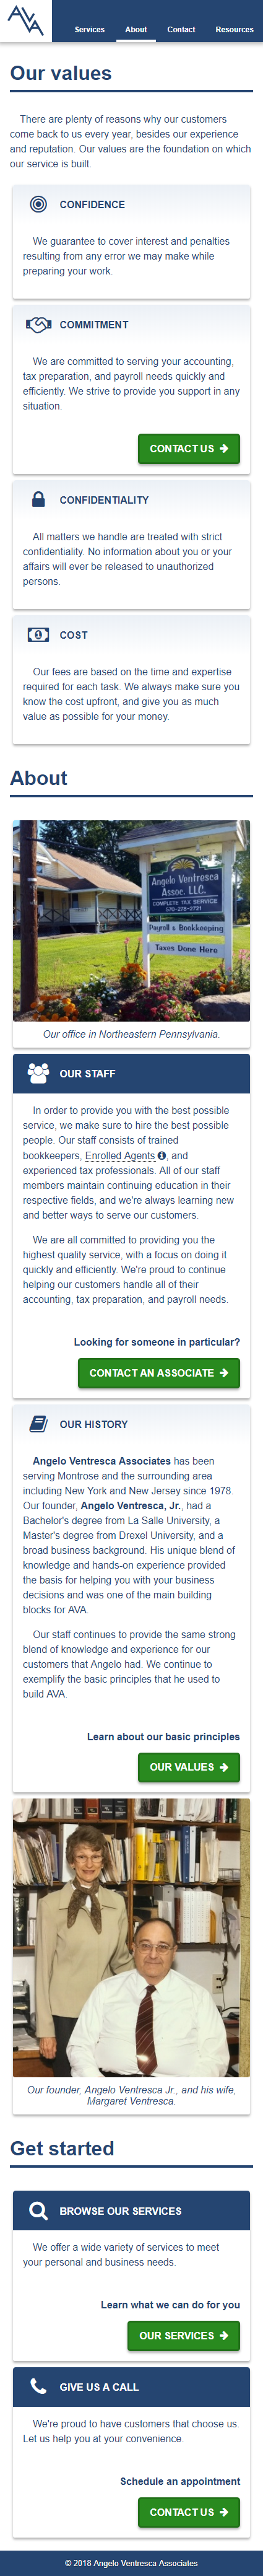 AVA
Services About Contact Resources
Our values
There are plenty of reasons why our customers
come back to us every year, besides our experience
and reputation. Our values are the foundation on which
our service is built.
CONFIDENCE
We guarantee to cover interest and penalties
resulting from any error we may make while
preparing your work.
COMMITMENT
We are committed to serving your accounting,
tax preparation, and payroll needs quickly and
efficiently. We strive to provide you support in any
situation.
CONTACT US
CONFIDENTIALITY
All matters we handle are treated with strict
confidentiality. No information about you or your
affairs will ever be released to unauthorized
persons.
COST
Our fees are based on the time and expertise
required for each task. We always make sure you
know the cost upfront, and give you as much
value as possible for your money.
About
Angelo Ventresca
Assoc. LLC.
COMPLETE TAX SERVICE
570-278-2721
Payroll & Bookkeeping
Taxes Done Here
Our office in Northeastern Pennsylvania.
OUR STAFF
In order to provide you with the best possible
service, we make sure to hire the best possible
people. Our staff consists of trained
bookkeepers, Enrolled Agents , and
experienced tax professionals. All of our staff
members maintain continuing education in their
respective fields, and we're always learning new
and better ways to serve our customers.
We are all committed to providing you the
highest quality service, with a focus on doing it
quickly and efficiently. We're proud to continue
helping our customers handle all of their
accounting, tax preparation, and payroll needs.
Looking for someone in particular?
CONTACT AN ASSOCIATE
OUR HISTORY
Angelo Ventresca Associates has been
serving Montrose and the surrounding area
including New York and New Jersey since 1978.
Our founder, Angelo Ventresca, Jr., had a
Bachelor's degree from La Salle University, a
Master's degree from Drexel University, and a
broad business background. His unique blend of
knowledge and hands-on experience provided
the basis for helping you with your business
decisions and was one of the main building
blocks for AVA.
Our staff continues to provide the same strong
blend of knowledge and experience for our
customers that Angelo had. We continue to
exemplify the basic principles that he used to
build AVA.
Learn about our basic principles
OUR VALUES
Our founder, Angelo Ventresca Jr., and his wife,
Margaret Ventresca.
Get started
BROWSE OUR SERVICES
We offer a wide variety of services to meet
your personal and business needs.
Learn what we can do for you
OUR SERVICES
GIVE US A CALL
We're proud to have customers that choose us.
Let us help you at your convenience.
Schedule an appointment
CONTACT US
© 2018 Angelo Ventresca Associates